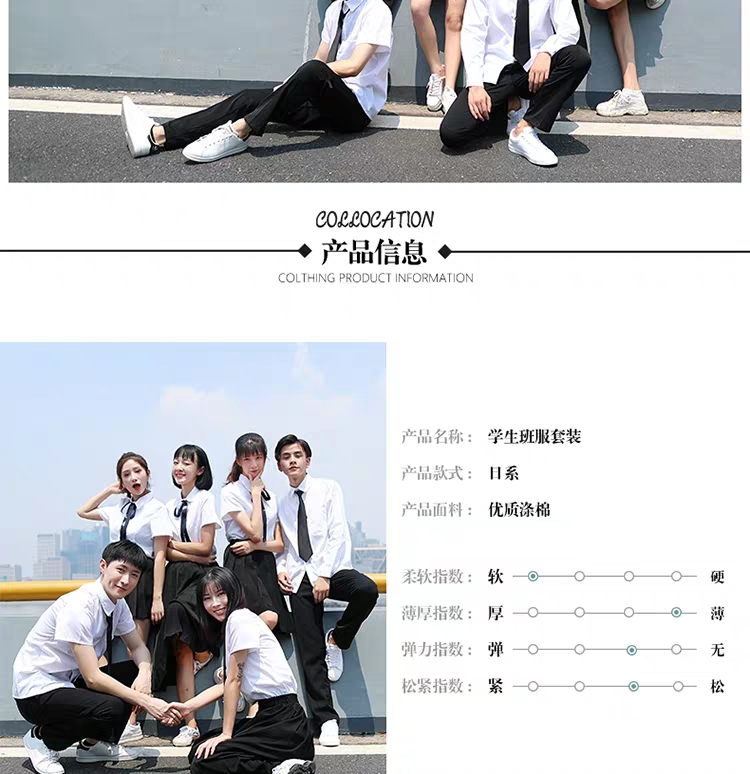 COLLOCATION
产品信息
COLTHING PRODUCT INFORMATION
产品名称： 学生班服套装
产品款式： 日系
产品面料： 优质涤棉
柔软指数： 软 硬
薄厚指数： 厚 薄
弹力指数： 弹 无
松紧指数： 紧 松